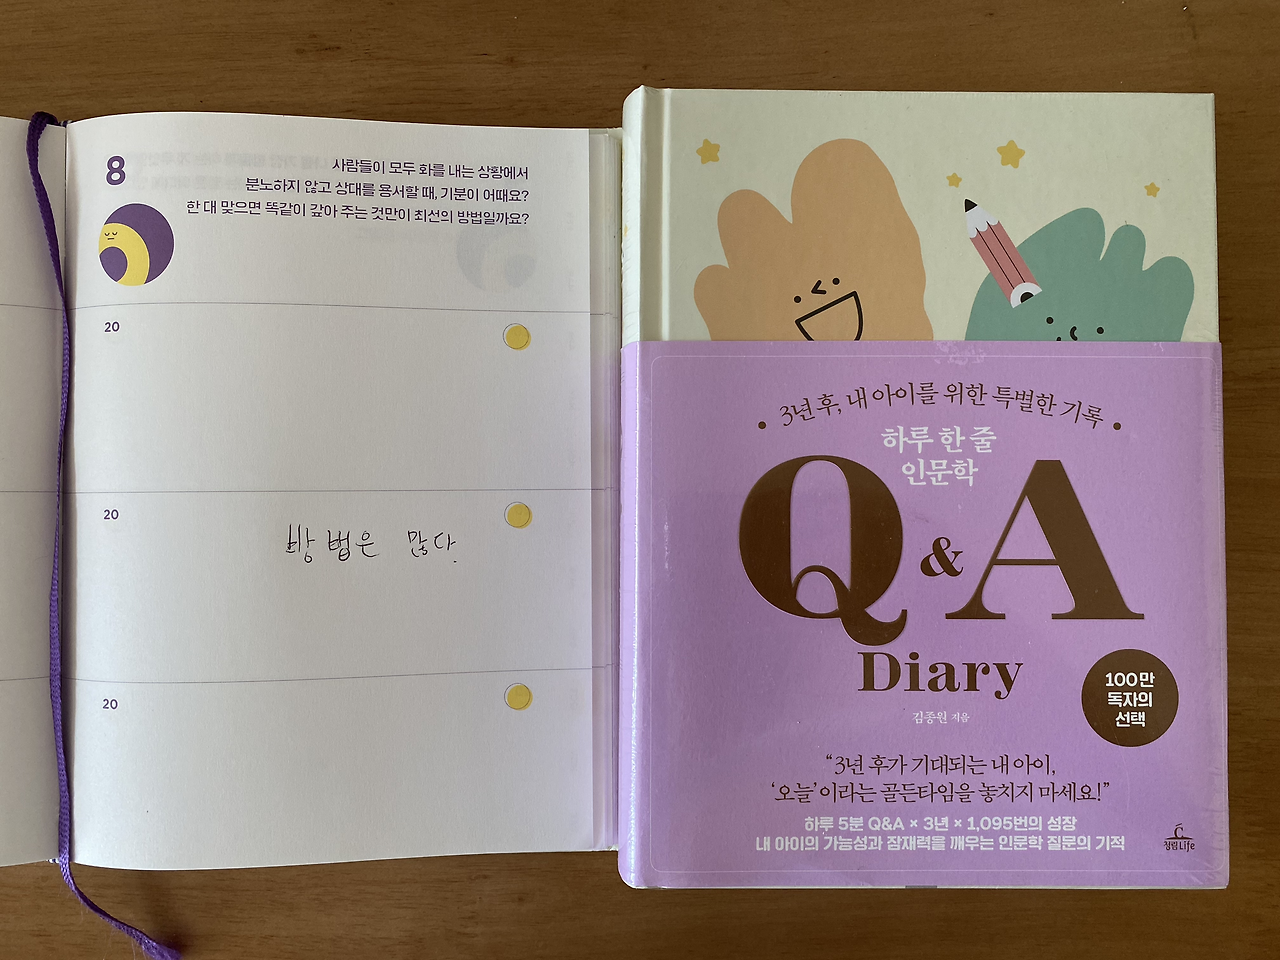 8
사람들이 모두 화를 내는 상황에서
분노하지 않고 상대를 용서할 때, 기분이 어때요?
한 대 맞으면 똑같이 갚아 주는 것만이 최선의 방법일까요?
20
20
방법은 많다.
20
3년 후, 내 아이를 위한 특별한 기록
하루 한 줄
인문학
Q&A
Diary
김종원 지음
100만
독자의
선택
“3년 후가 기대되는 내 아이,
‘오늘’이라는 골든타임을 놓치지 마세요!”
하루 5분 Q&A × 3년 × 1,095번의 성장
내 아이의 가능성과 잠재력을 깨우는 인문학 질문의 기적
청림Life